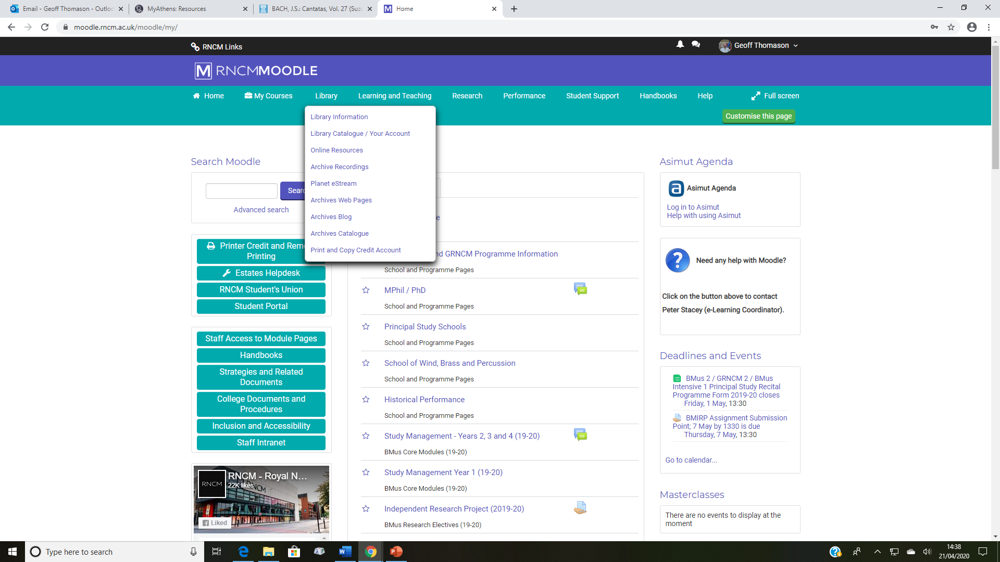 Email - Geoff Thomason - Outloo
MyAthens: Resources
BACH, J.S.: Cantatas, Vol. 27 (Suzu
Home
moodle.rncm.ac.uk/moodle/my/
RNCM Links
Geoff Thomason
M RNCMMOODLE
Home
My Courses
Library
Learning and Teaching
Research
Performance
Student Support
Handbooks
Help
Full screen
Customise this page
Library Information
Library Catalogue / Your Account
Online Resources
Archive Recordings
Planet eStream
Archives Web Pages
Archives Blog
Archives Catalogue
Print and Copy Credit Account
Search Moodle
Searc
Advanced search
Printer Credit and Remo
Printing
Estates Helpdesk
RNCM Student's Union
Student Portal
Staff Access to Module Pages
Handbooks
Strategies and Related
Documents
College Documents and
Procedures
Inclusion and Accessibility
Staff Intranet
RNCM
RNCM - Royal N...
22K likes
Liked
e
nd GRNCM Programme Information
School and Programme Pages
MPhil / PhD
School and Programme Pages
Principal Study Schools
School and Programme Pages
School of Wind, Brass and Percussion
School and Programme Pages
Historical Performance
School and Programme Pages
Study Management - Years 2, 3 and 4 (19-20)
BMus Core Modules (19-20)
Study Management Year 1 (19-20)
BMus Core Modules (19-20)
Independent Research Project (2019-20)
BMus Research Electives (19-20)
Asimut Agenda
a Asimut Agenda
Log in to Asimut
Help with using Asimut
Need any help with Moodle?
Click on the button above to contact
Peter Stacey (e-Learning Coordinator).
Deadlines and Events
BMus 2 / GRNCM 2 / BMus
Intensive 1 Principal Study Recital
Programme Form 2019-20 closes
Friday, 1 May, 13:30
BMIRP Assignment Submission
Point; 7 May by 1330 is due
Thursday, 7 May, 13:30
Go to calendar...
Masterclasses
There are no events to display at the
moment
Type here to search
14:38
21/04/2020